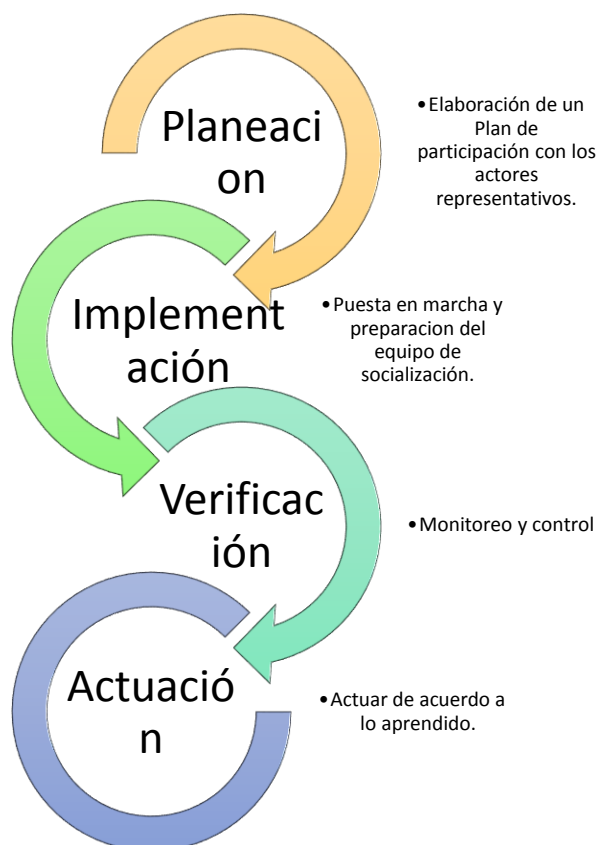 Planeaci
on
•Elaboración de un
Plan de
participación con los
actores
representativos.
Implement
ación
•Puesta en marcha y
preparacion del
equipo de
socialización.
Verificac
ión
•Monitoreo y control
Actuació
n
•Actuar de acuerdo a
lo aprendido.